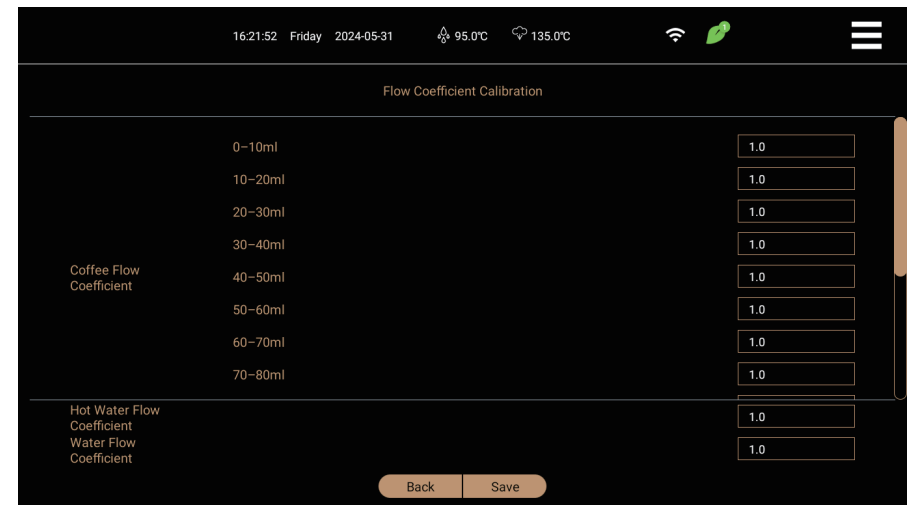 16:21:52 Friday 2024-05-31 95.0℃ 135.0℃ 1
Flow Coefficient Calibration
0–10ml 1.0
10–20ml 1.0
20–30ml 1.0
30–40ml 1.0
Coffee Flow
Coefficient
40–50ml 1.0
50–60ml 1.0
60–70ml 1.0
70–80ml 1.0
Hot Water Flow
Coefficient
1.0
Water Flow
Coefficient
1.0
Back Save